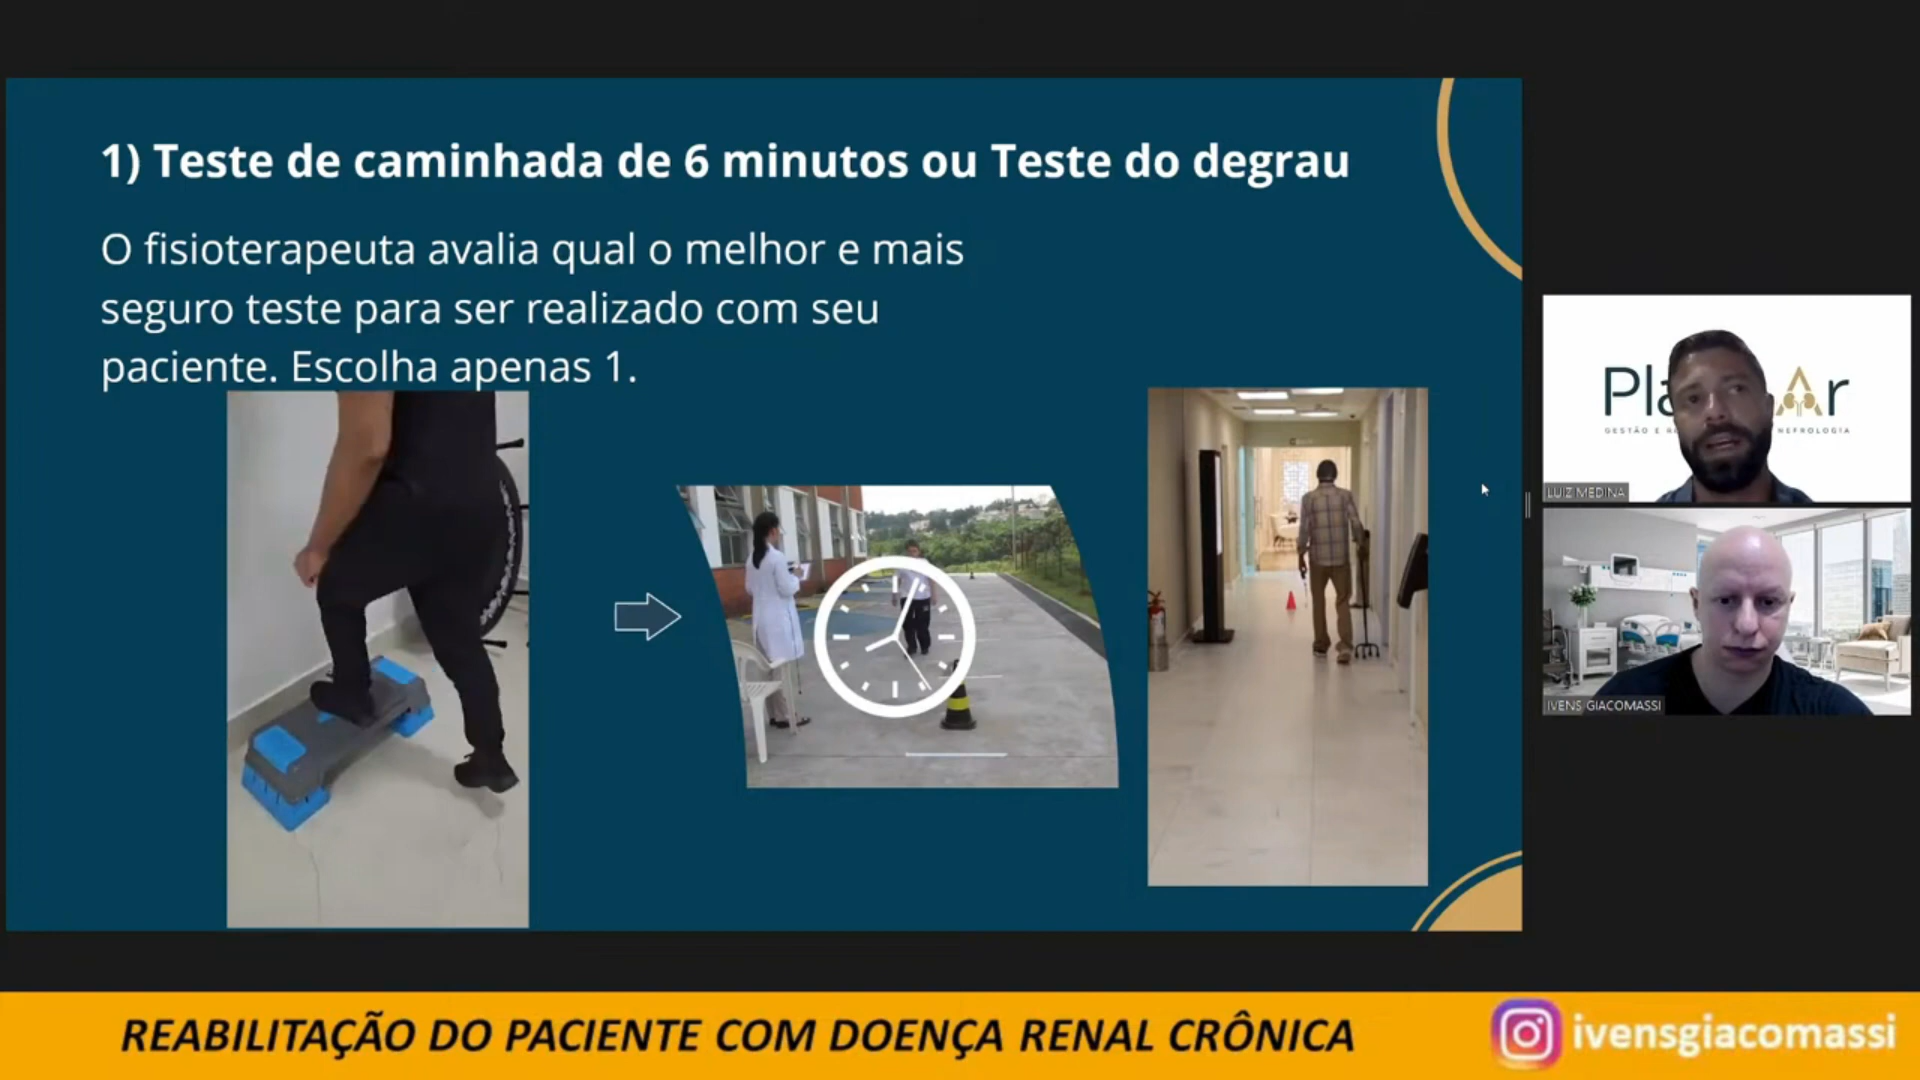 1) Teste de caminhada de 6 minutos ou Teste do degrau
O fisioterapeuta avalia qual o melhor e mais
seguro teste para ser realizado com seu
paciente. Escolha apenas 1.
GESTÃO E
NEFROLOGIA
LUIZ MEDINA
IVENS GIACOMASSI
REABILITAÇÃO DO PACIENTE COM DOENÇA RENAL CRÔNICA
ivensgiacomassi